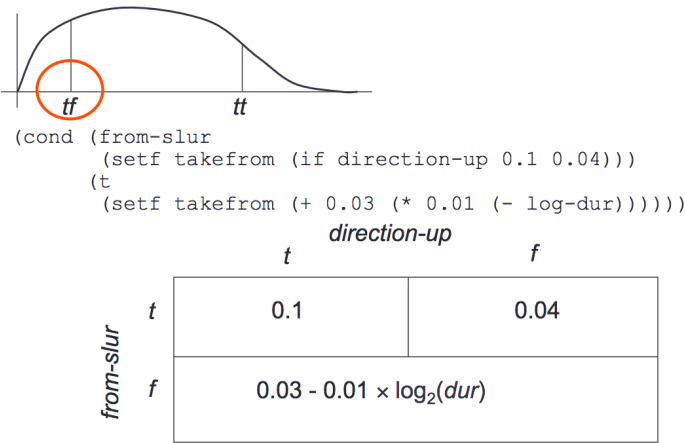 tf tt
(cond (from-slur
(setf takefrom (if direction-up 0.1 0.04)))
(t
(setf takefrom (+ 0.03 (* 0.01 (- log-dur))))))
direction-up
t f
t 0.1 0.04
from-slur
f 0.03 - 0.01 × log₂(dur)